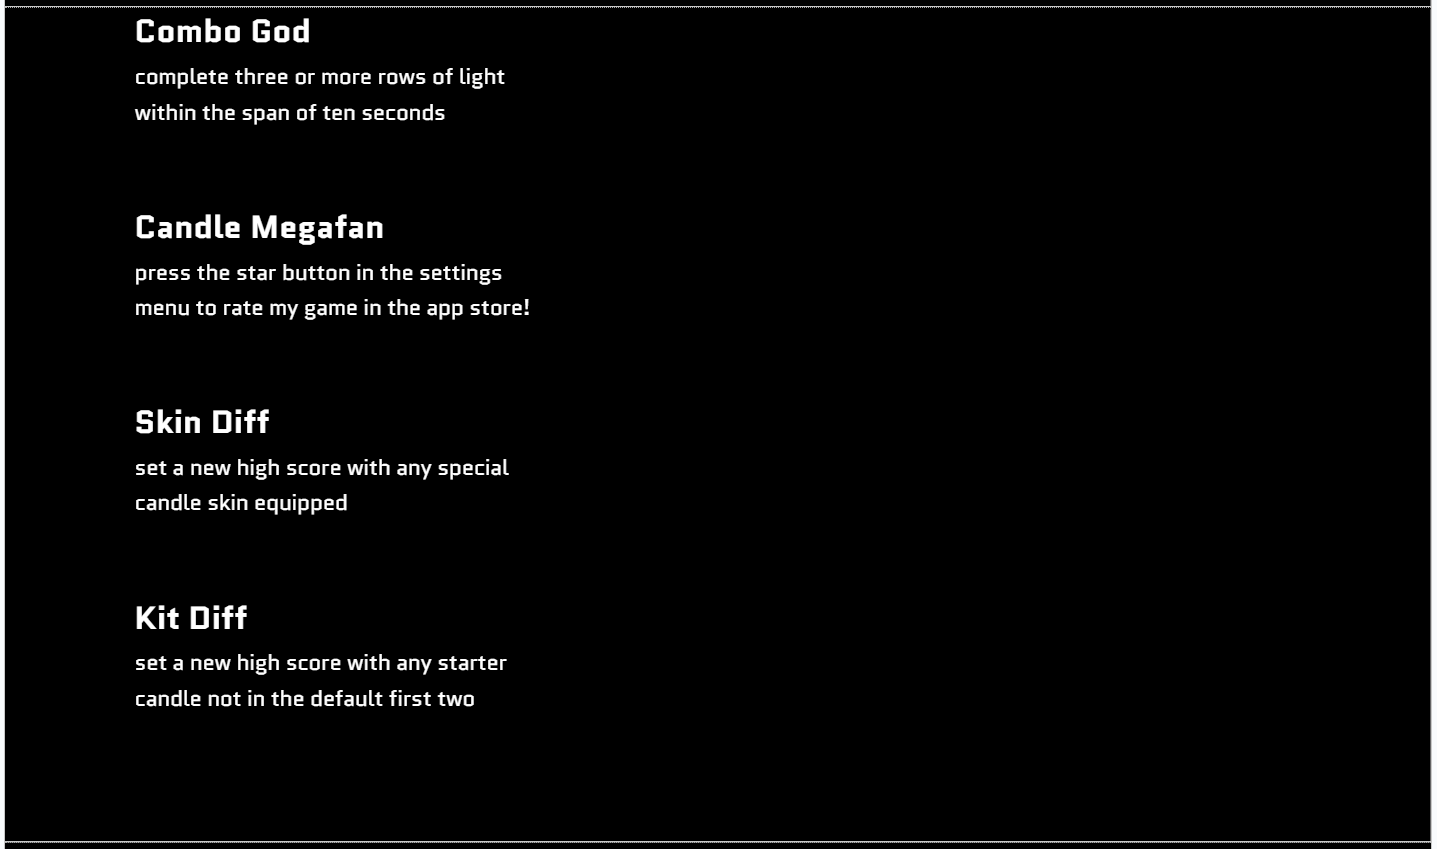 Combo God
complete three or more rows of light
within the span of ten seconds
Candle Megafan
press the star button in the settings
menu to rate my game in the app store!
Skin Diff
set a new high score with any special
candle skin equipped
Kit Diff
set a new high score with any starter
candle not in the default first two